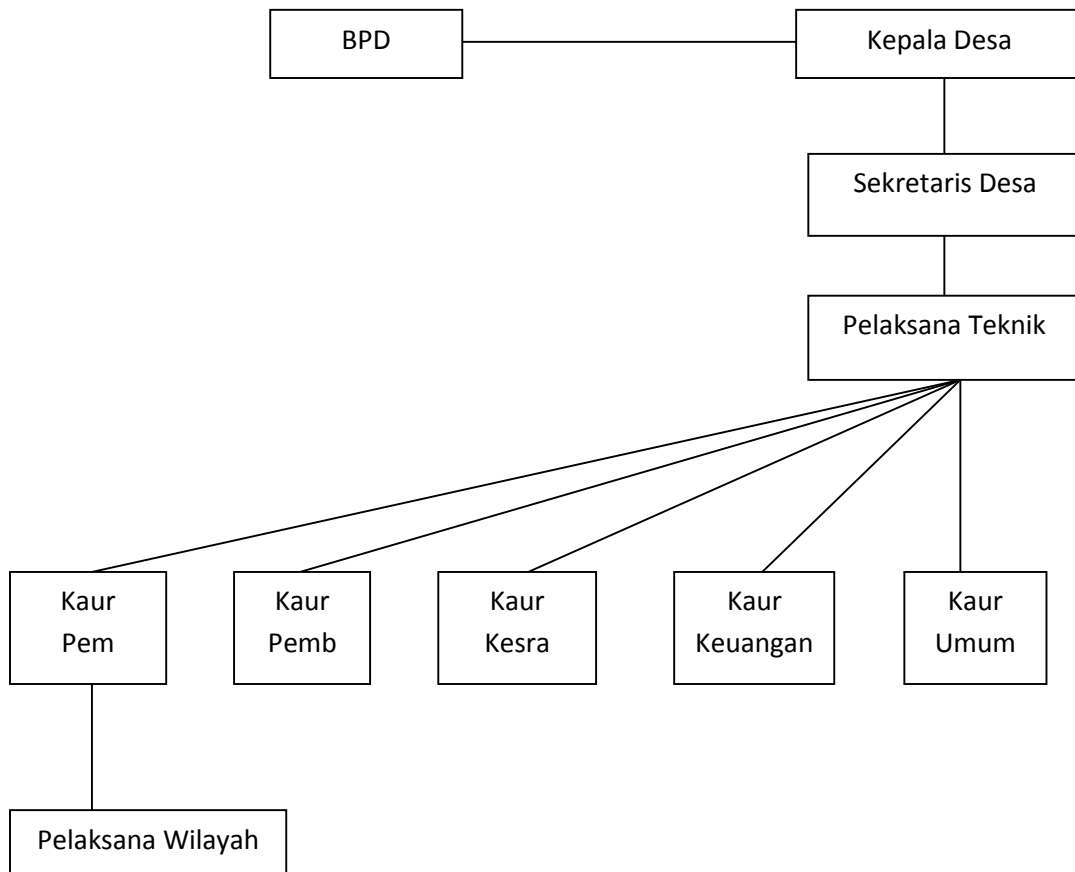 BPD
Kepala Desa
Sekretaris Desa
Pelaksana Teknik
Kaur
Pem
Kaur
Pemb
Kaur
Kesra
Kaur
Keuangan
Kaur
Umum
Pelaksana Wilayah